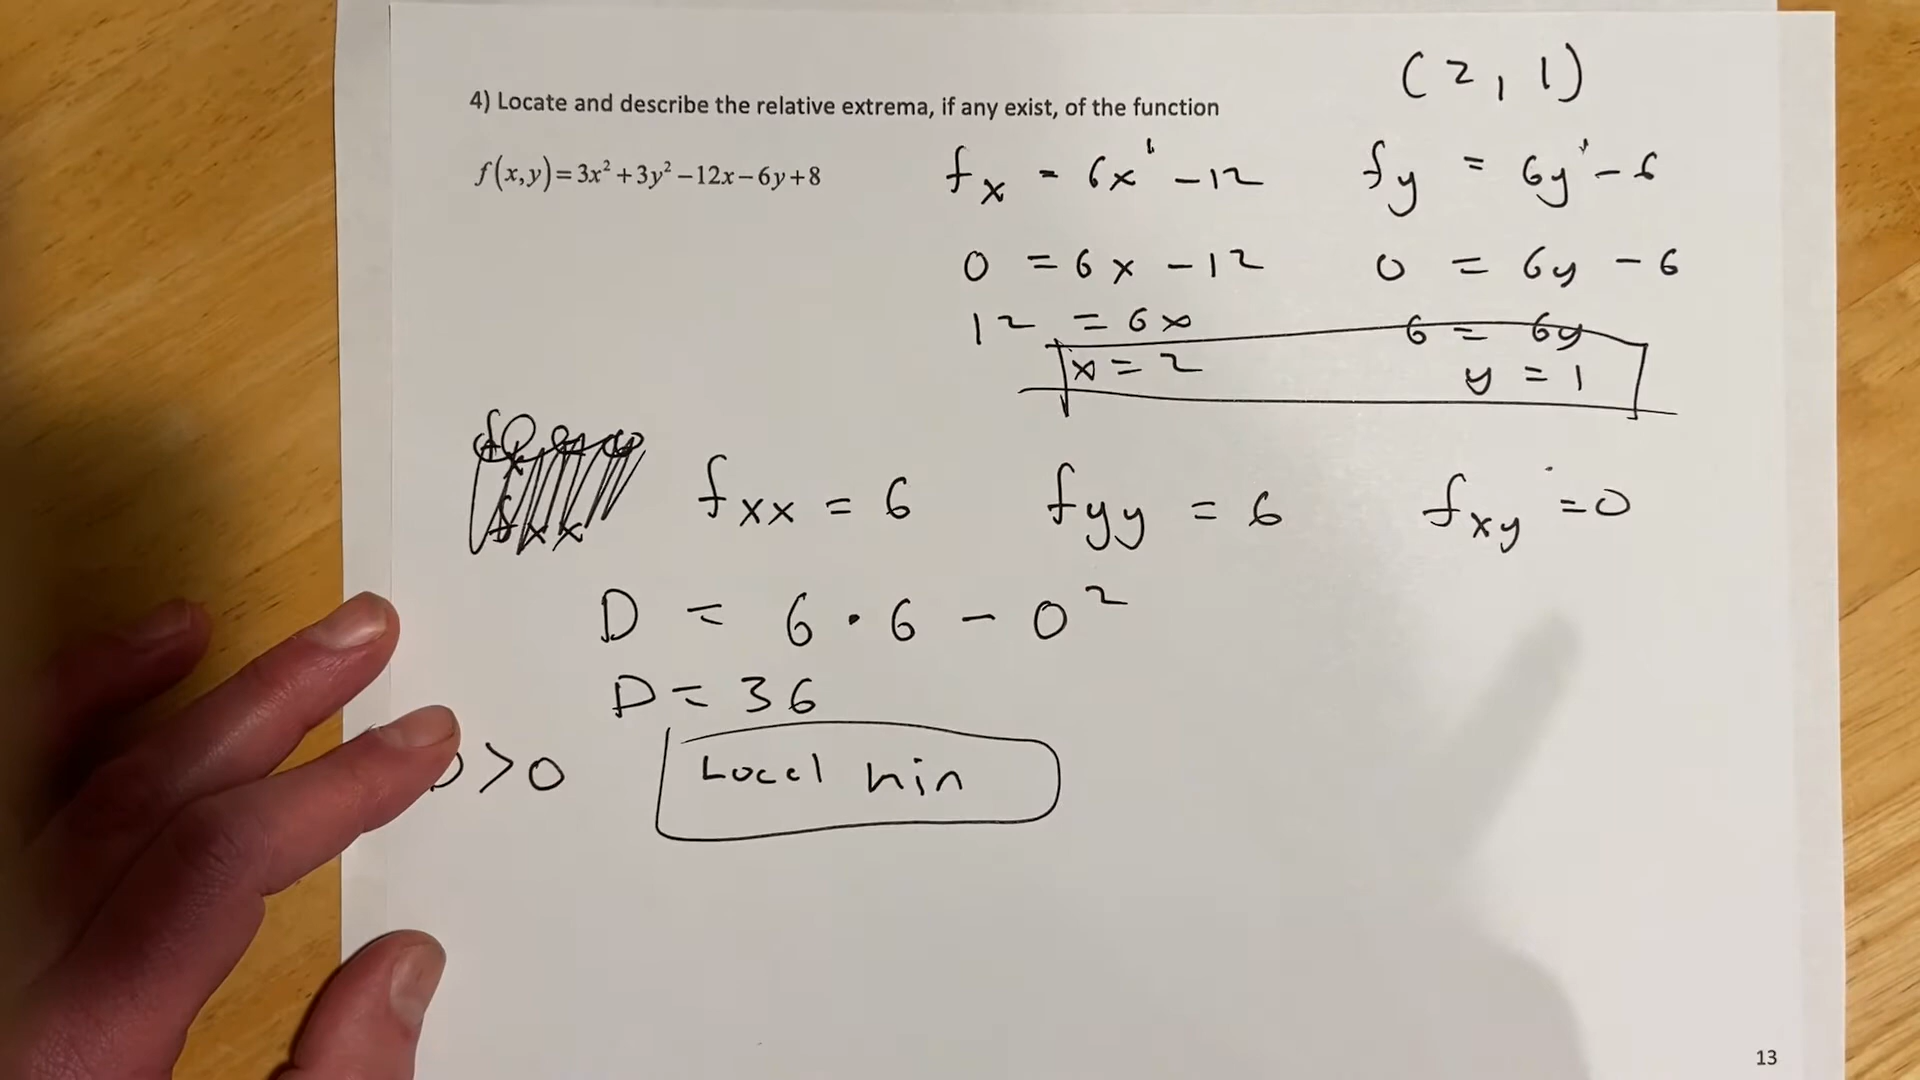 (2, 1)
4) Locate and describe the relative extrema, if any exist, of the function
f(x,y)=3x²+3y²−12x−6y+8
fx = 6x¹ −12
fy = 6y¹ − 6
0 = 6x −12
0 = 6y − 6
12 = 6x
6 = 6y
x = 2
y = 1
fxx = 6
fyy = 6
fxy = 0
D = 6 · 6 − 0²
D = 36
>0
Local min
13